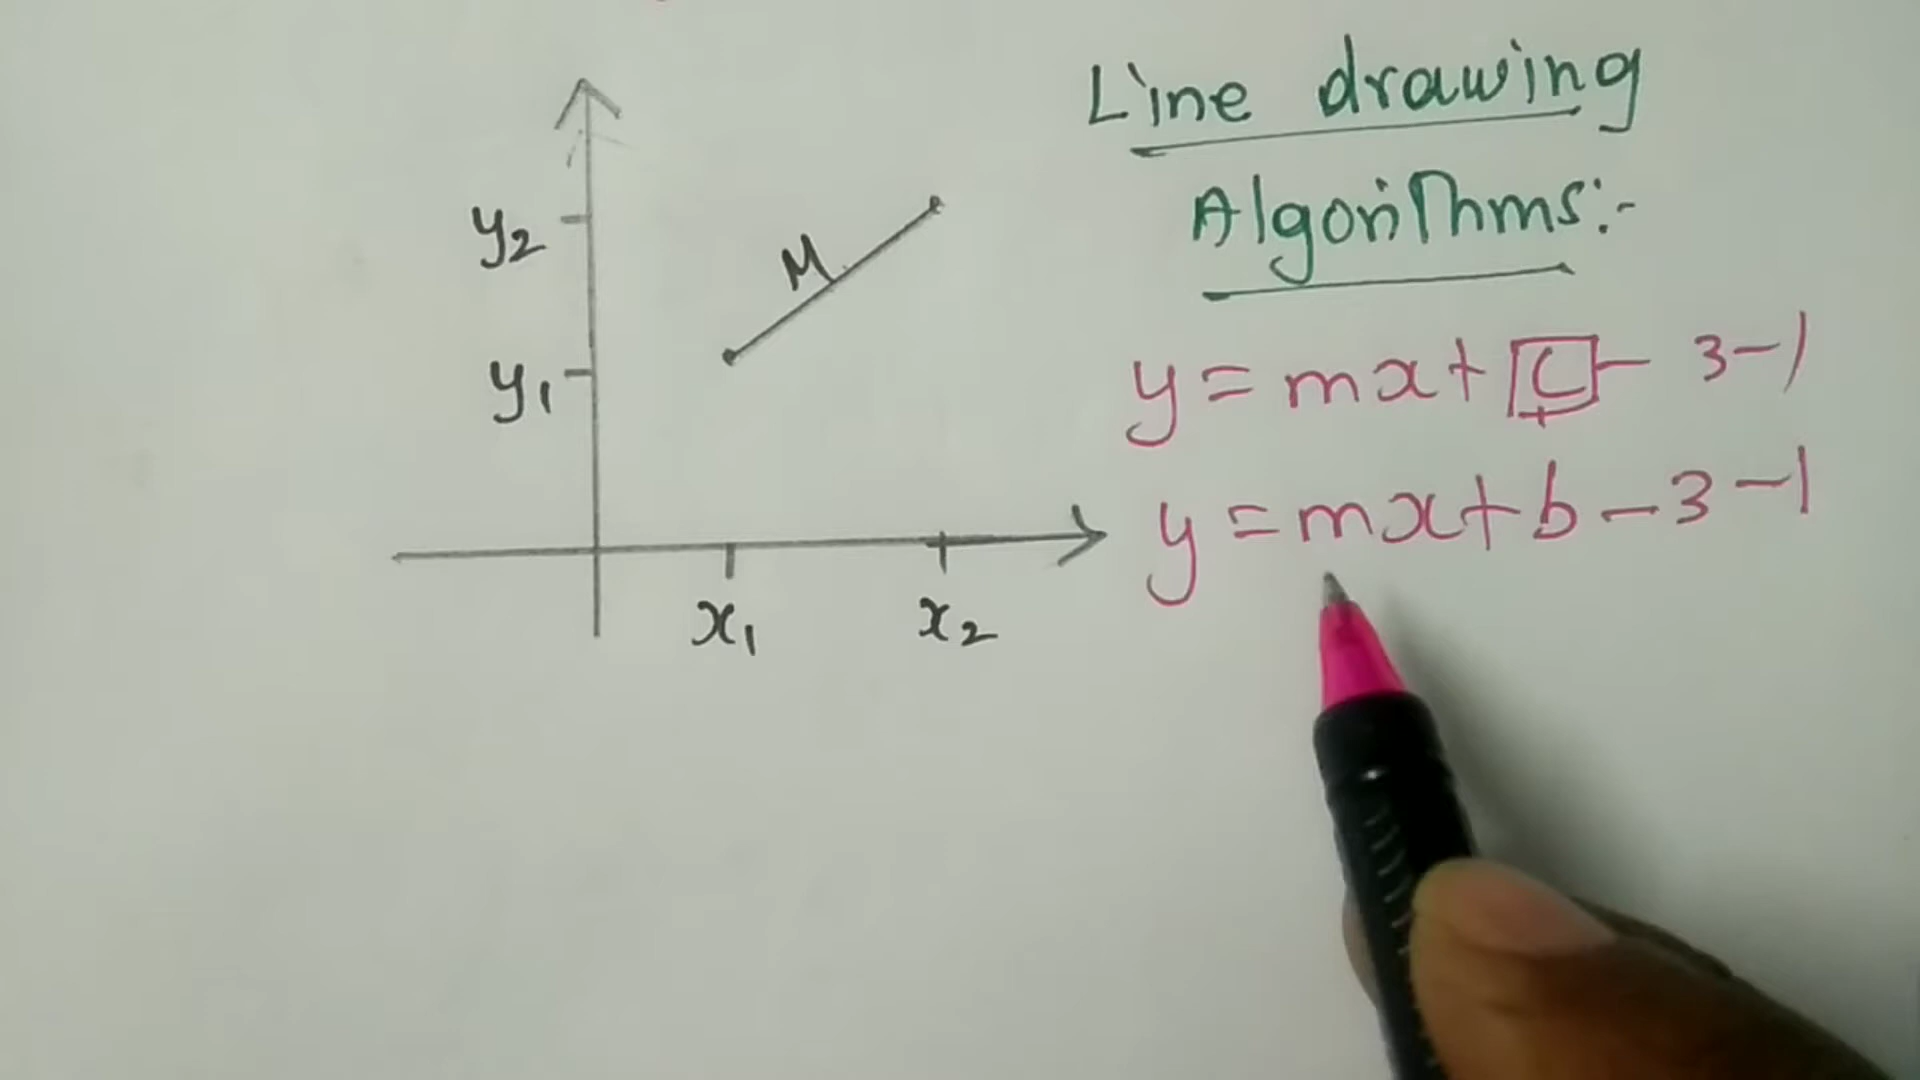 Line drawing
Algorithms:-
y2
M
y1
x1
x2
y = mx + C - 3-1
y = mx + b - 3-1